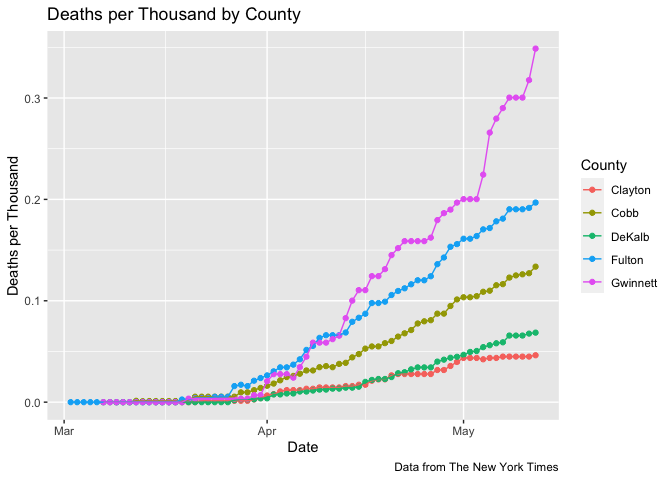 Deaths per Thousand by County
Deaths per Thousand
0.3
0.2
0.1
0.0
Mar
Apr
May
Date
County
Clayton
Cobb
DeKalb
Fulton
Gwinnett
Data from The New York Times